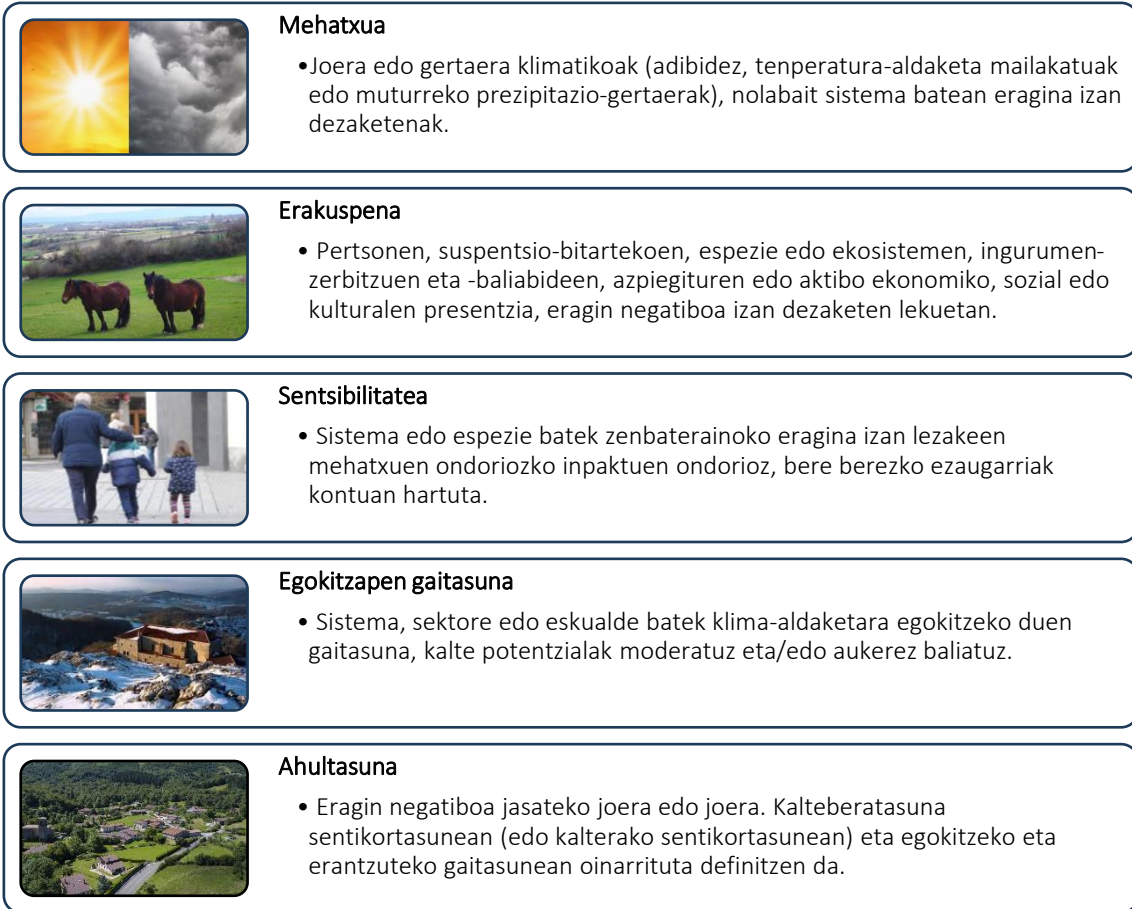 Mehatxua
•Joera edo gertaera klimatikoak (adibidez, tenperatura-aldaketa mailakatuak
edo muturreko prezipitazio-gertaerak), nolabait sistema batean eragina izan
dezaketenak.
Erakuspena
• Pertsonen, suspentsio-bitartekoen, espezie edo ekosistemen, ingurumen-
zerbitzuen eta -baliabideen, azpiegituren edo aktibo ekonomiko, sozial edo
kulturalen presentzia, eragin negatiboa izan dezaketen lekuetan.
Sentsibilitatea
• Sistema edo espezie batek zenbaterainoko eragina izan lezakeen
mehatxuen ondoriozko inpaktuen ondorioz, bere berezko ezaugarriak
kontuan hartuta.
Egokitzapen gaitasuna
• Sistema, sektore edo eskualde batek klima-aldaketara egokitzeko duen
gaitasuna, kalte potentzialak moderatuz eta/edo aukerez baliatuz.
Ahultasuna
• Eragin negatiboa jasateko joera edo joera. Kalteberatasuna
sentikortasunean (edo kalterako sentikortasunean) eta egokitzeko eta
erantzuteko gaitasunean oinarrituta definitzen da.